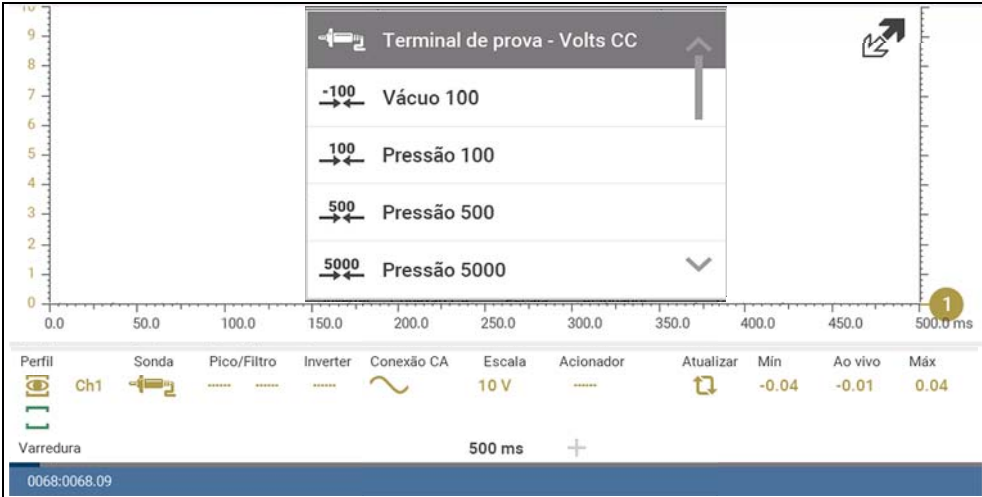 10
9
8
7
6
5
4
3
2
1
0
Terminal de prova - Volts CC
-100 Vácuo 100
100 Pressão 100
500 Pressão 500
5000 Pressão 5000
1
0.0 50.0 100.0 150.0 200.0 250.0 300.0 350.0 400.0 450.0 500.0 ms
Perfil Sonda Pico/Filtro Inverter Conexão CA Escala Acionador Atualizar Mín Ao vivo Máx
Ch1 ------ ------ ------ 10 V ------ -0.04 -0.01 0.04
Varredura 500 ms +
0068:0068.09